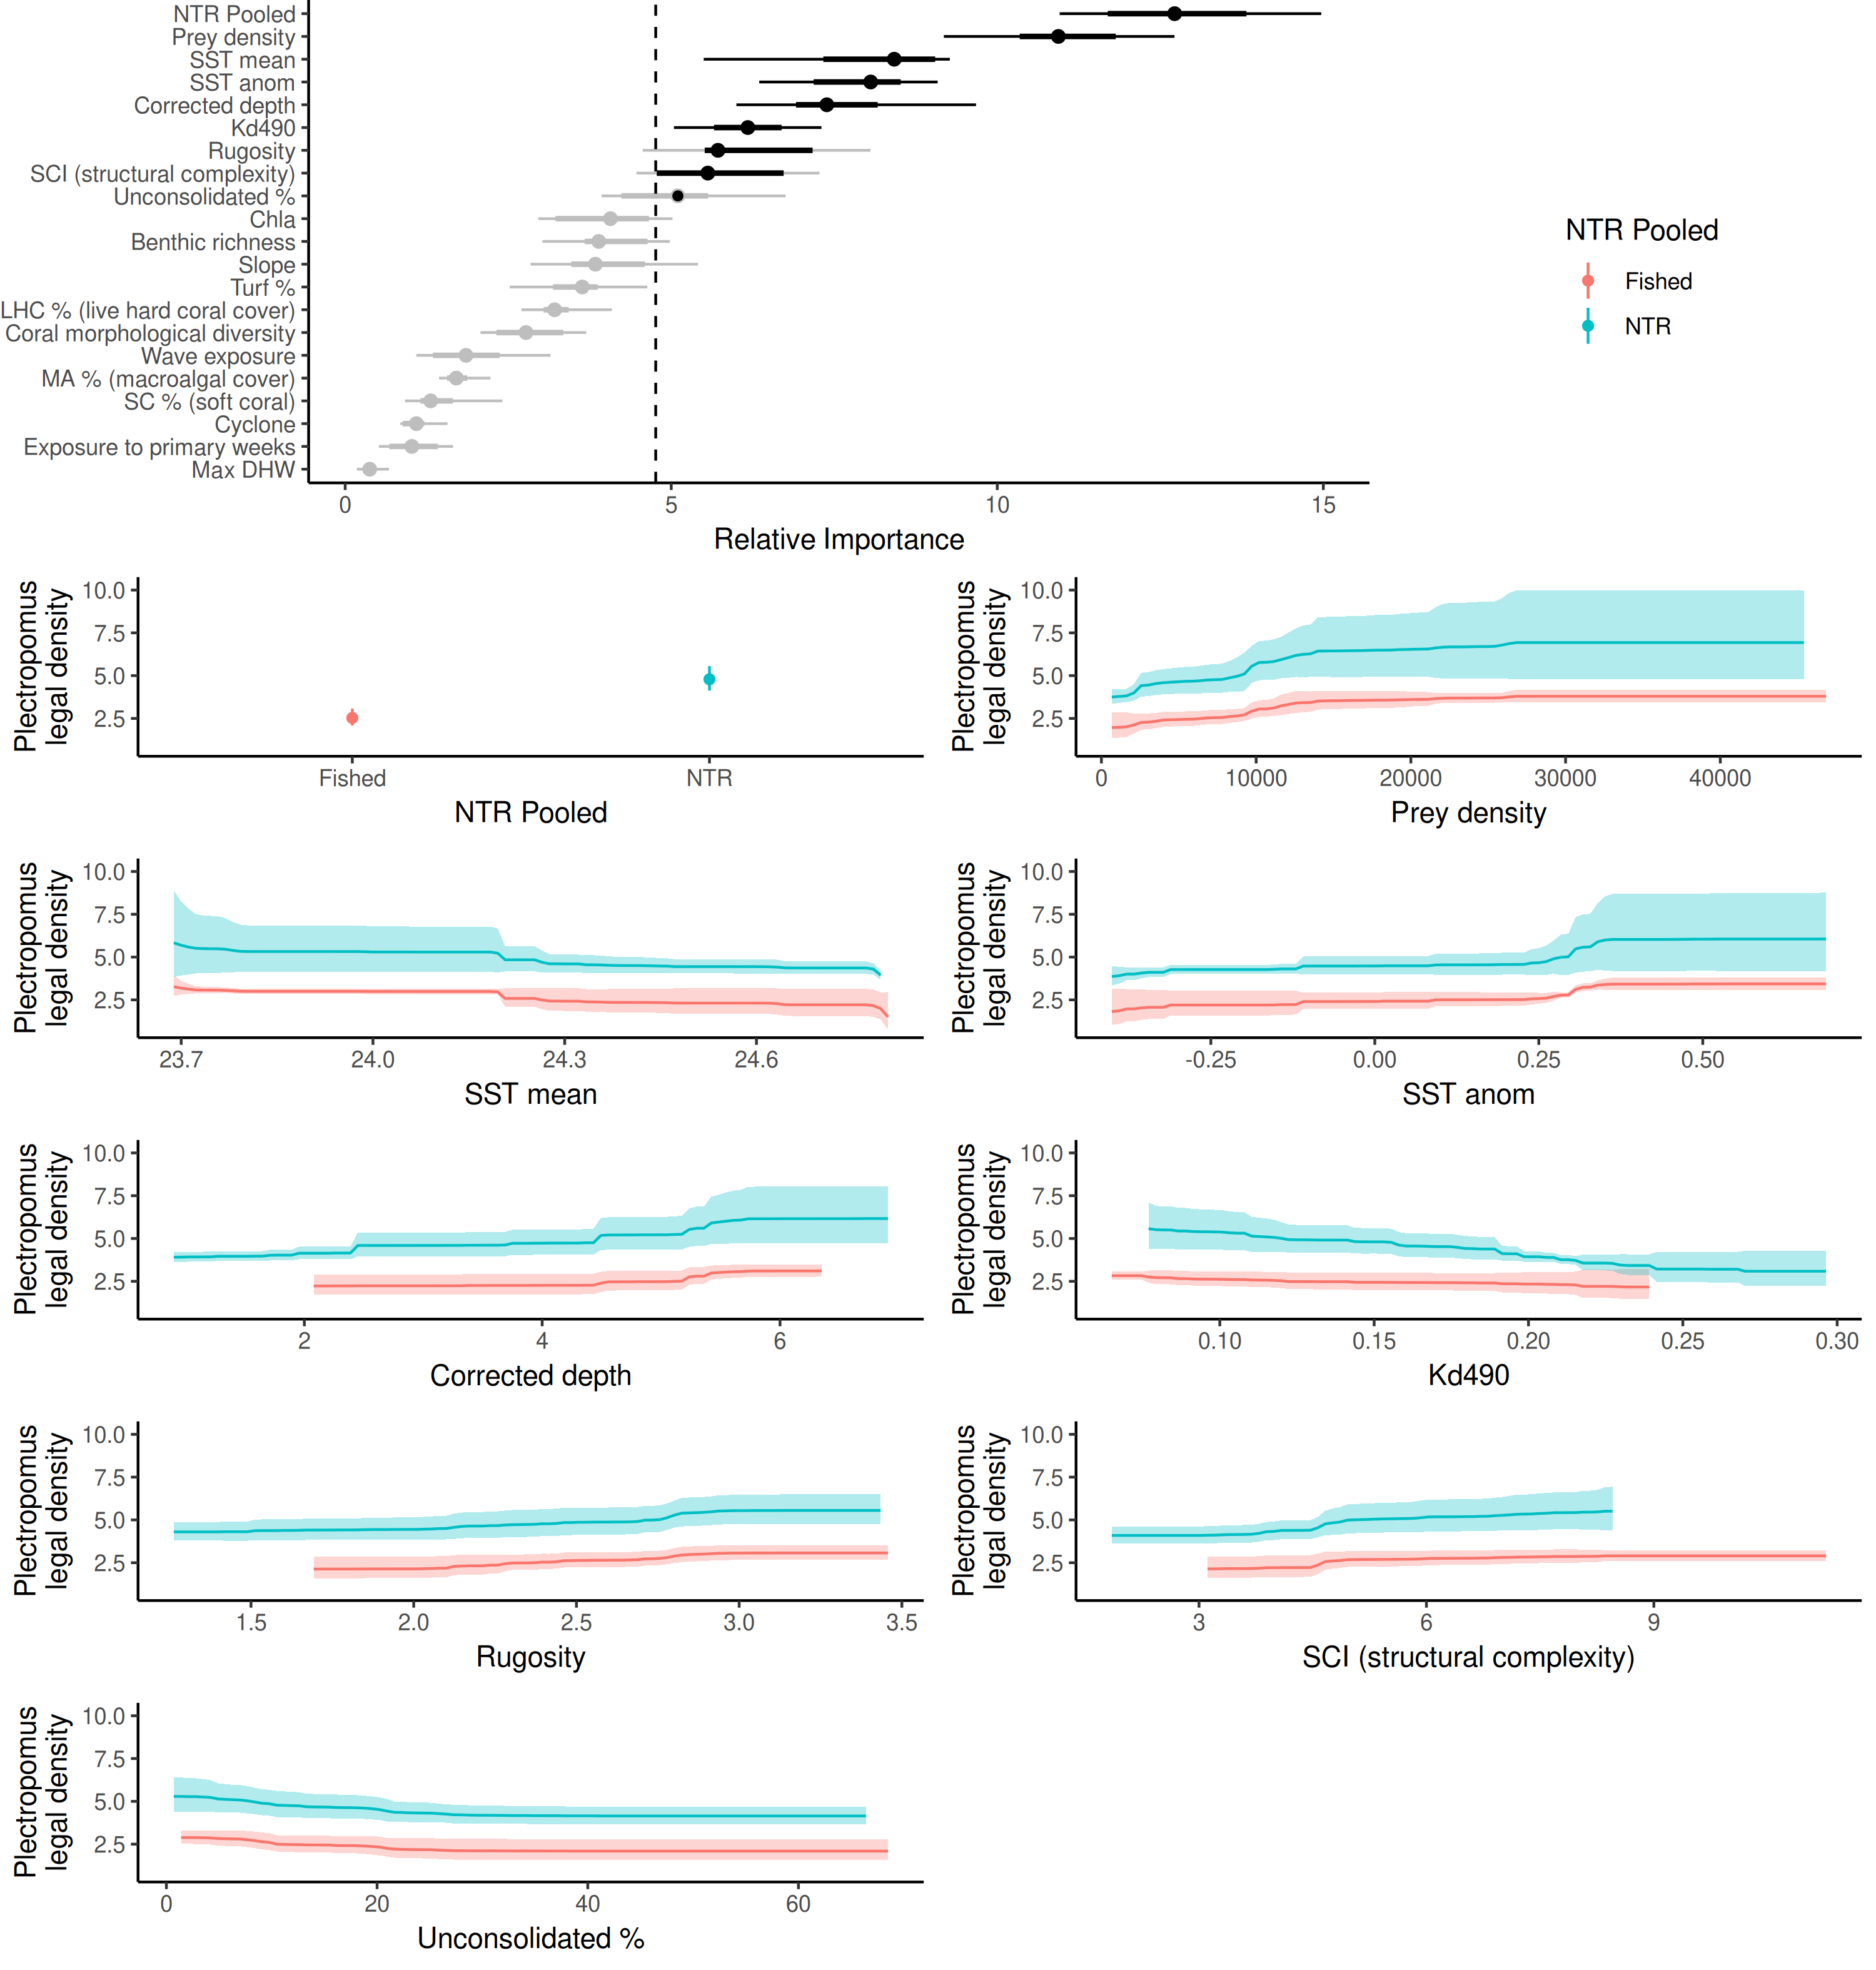 NTR Pooled
Prey density
SST mean
SST anom
Corrected depth
Kd490
Rugosity
SCI (structural complexity)
Unconsolidated %
Chla
Benthic richness
Slope
Turf %
LHC % (live hard coral cover)
Coral morphological diversity
Wave exposure
MA % (macroalgal cover)
SC % (soft coral)
Cyclone
Exposure to primary weeks
Max DHW
0 5 10 15
Relative Importance
NTR Pooled
Fished
NTR
Plectropomus
legal density
10.0
7.5
5.0
2.5
Fished NTR
NTR Pooled
Plectropomus
legal density
10.0
7.5
5.0
2.5
0 10000 20000 30000 40000
Prey density
Plectropomus
legal density
10.0
7.5
5.0
2.5
23.7 24.0 24.3 24.6
SST mean
Plectropomus
legal density
10.0
7.5
5.0
2.5
-0.25 0.00 0.25 0.50
SST anom
Plectropomus
legal density
10.0
7.5
5.0
2.5
2 4 6
Corrected depth
Plectropomus
legal density
10.0
7.5
5.0
2.5
0.10 0.15 0.20 0.25 0.30
Kd490
Plectropomus
legal density
10.0
7.5
5.0
2.5
1.5 2.0 2.5 3.0 3.5
Rugosity
Plectropomus
legal density
10.0
7.5
5.0
2.5
3 6 9
SCI (structural complexity)
Plectropomus
legal density
10.0
7.5
5.0
2.5
0 20 40 60
Unconsolidated %